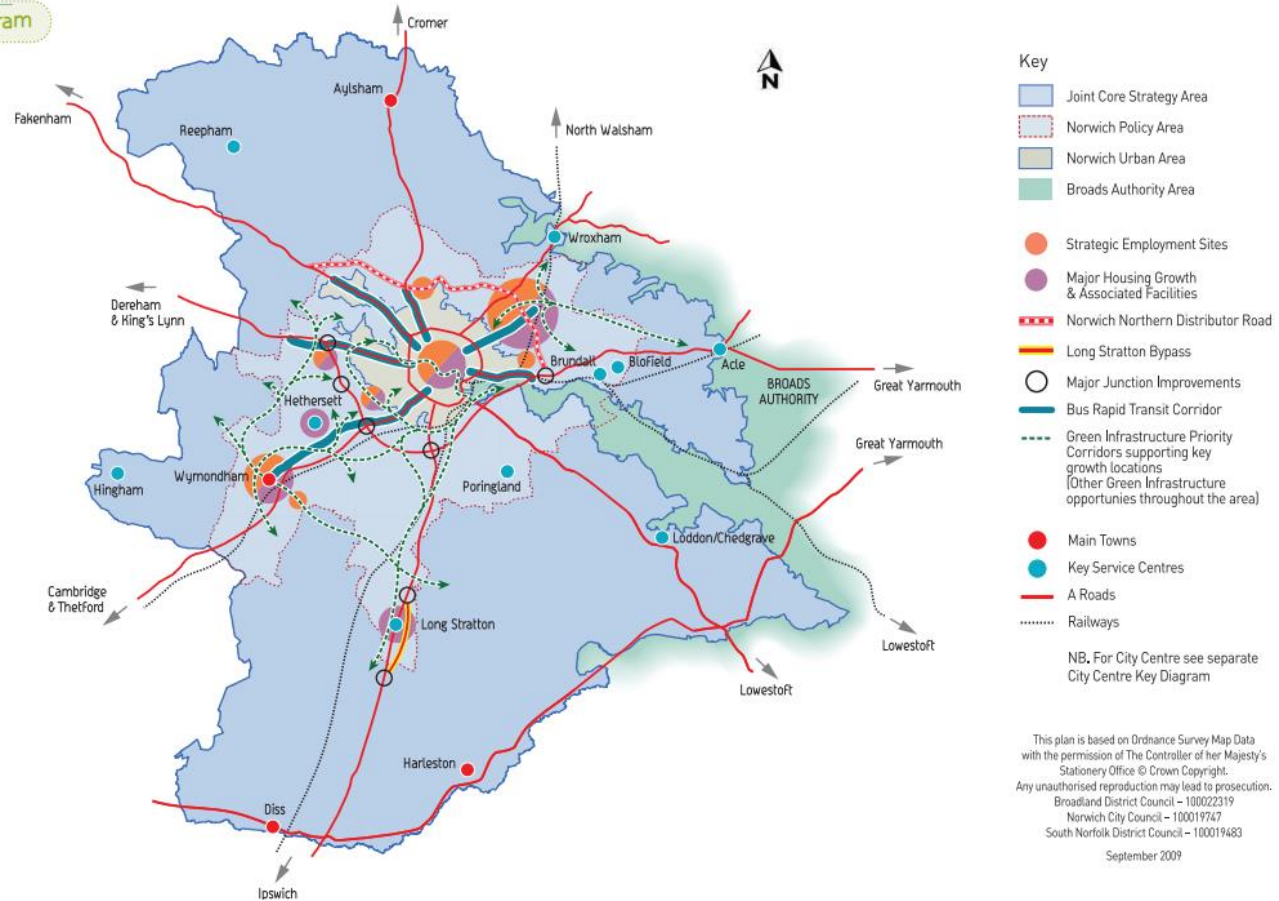 Cromer
Aylsham
Fakenham
Reepham
North Walsham
N
Wroxham
Dereham
& King's Lynn
Brundall
Blofield
Acle
BROADS
AUTHORITY
Great Yarmouth
Hethersett
Great Yarmouth
Wymondham
Hingham
Poringland
Loddon/Chedgrave
Cambridge
& Thetford
Long Stratton
Lowestoft
Lowestoft
Harleston
Diss
Ipswich
Key
Joint Core Strategy Area
Norwich Policy Area
Norwich Urban Area
Broads Authority Area
Strategic Employment Sites
Major Housing Growth
& Associated Facilities
Norwich Northern Distributor Road
Long Stratton Bypass
Major Junction Improvements
Bus Rapid Transit Corridor
Green Infrastructure Priority
Corridors supporting key
growth locations
(Other Green Infrastructure
opportunies throughout the area)
Main Towns
Key Service Centres
A Roads
Railways
NB. For City Centre see separate
City Centre Key Diagram
This plan is based on Ordnance Survey Map Data
with the permission of The Controller of her Majesty's
Stationery Office © Crown Copyright.
Any unauthorised reproduction may lead to prosecution.
Broadland District Council – 100022319
Norwich City Council – 100019747
South Norfolk District Council – 100019483
September 2009